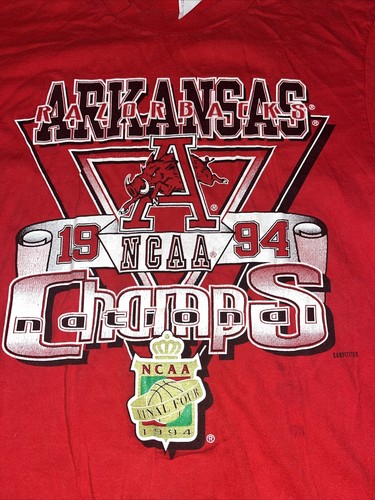 ARKANSAS
RAZORBACKS®
A®
19 NCAA® 94
Champs
national
NCAA
FINAL FOUR
1994
®